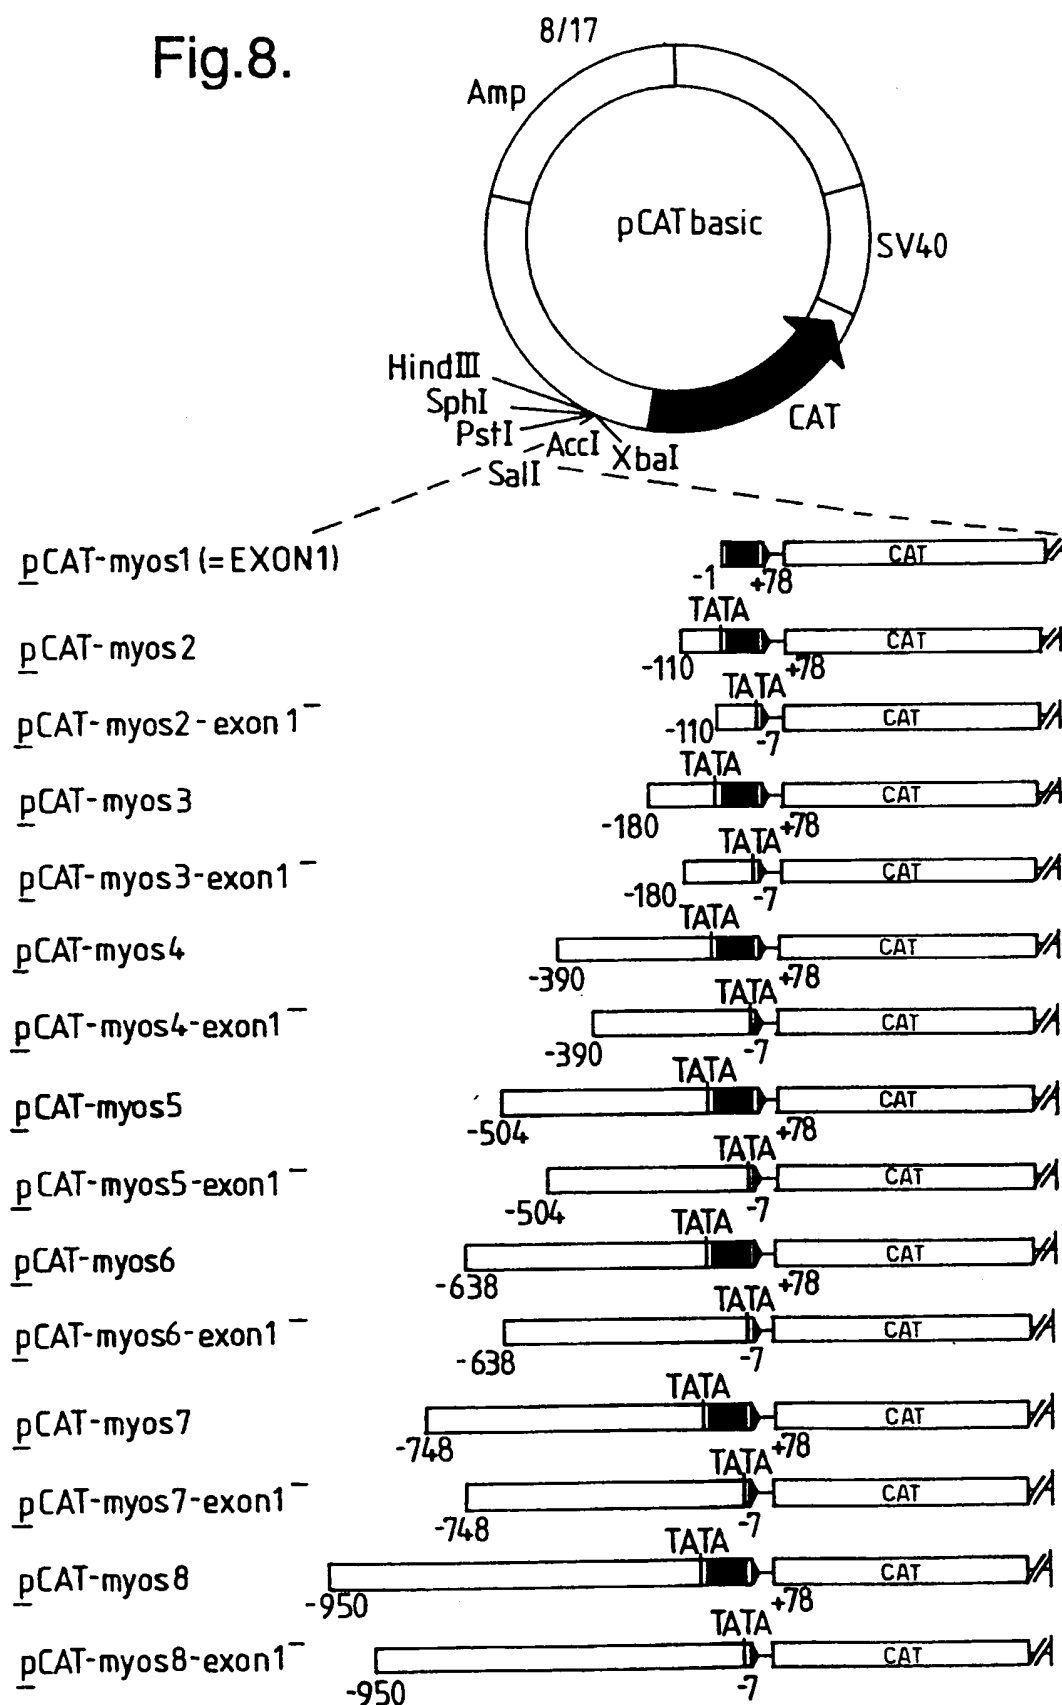 8/17
Fig.8.
Amp
pCATbasic
SV40
HindIII
SphI
PstI
AccI
XbaI
SalI
CAT
pCAT-myos1 (=EXON1)
CAT
-1
+78
TATA
pCAT-myos2
CAT
-110
+78
TATA
pCAT-myos2-exon1⁻
CAT
-110
-7
TATA
pCAT-myos3
CAT
-180
+78
TATA
pCAT-myos3-exon1⁻
CAT
-180
-7
TATA
pCAT-myos4
CAT
-390
+78
TATA
pCAT-myos4-exon1⁻
CAT
-390
-7
TATA
pCAT-myos5
CAT
-504
+78
TATA
pCAT-myos5-exon1⁻
CAT
-504
-7
TATA
pCAT-myos6
CAT
-638
+78
TATA
pCAT-myos6-exon1⁻
CAT
-638
-7
TATA
pCAT-myos7
CAT
-748
+78
TATA
pCAT-myos7-exon1⁻
CAT
-748
-7
TATA
pCAT-myos8
CAT
-950
+78
TATA
pCAT-myos8-exon1⁻
CAT
-950
-7